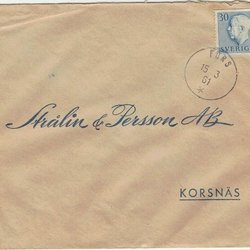 30
SVERIGE
15 3
61
Strålin & Persson AB
KORSNÄS